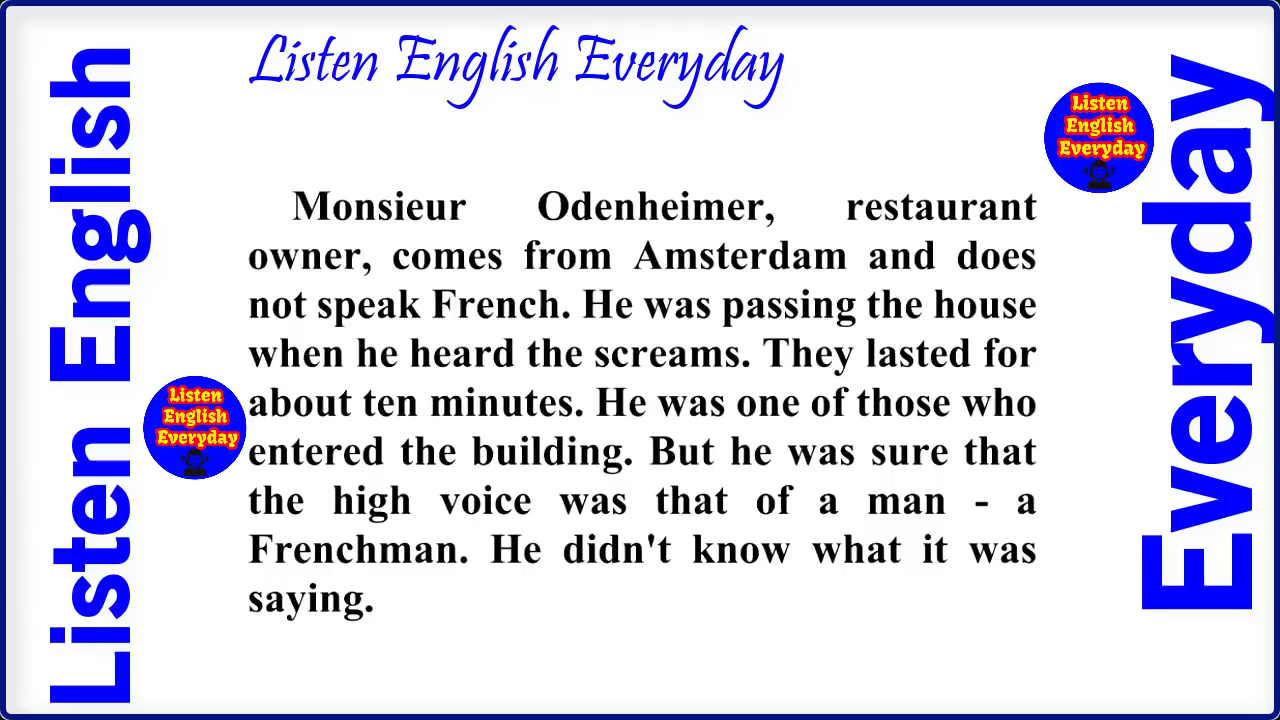 Listen English Everyday
Listen English
Everyday
Listen
English
Everyday
Listen
English
Everyday
Monsieur Odenheimer, restaurant
owner, comes from Amsterdam and does
not speak French. He was passing the house
when he heard the screams. They lasted for
about ten minutes. He was one of those who
entered the building. But he was sure that
the high voice was that of a man - a
Frenchman. He didn't know what it was
saying.